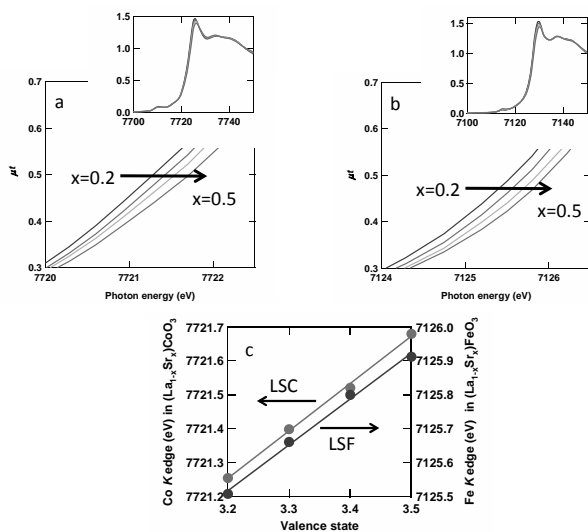 1.5
1.0
0.5
0.0
7700 7720 7740
a
0.7
0.6
0.5
0.4
0.3
μt
x=0.2
x=0.5
7720 7721 7722
Photon energy (eV)
1.5
1.0
0.5
0.0
7100 7120 7140
b
0.7
0.6
0.5
0.4
0.3
μt
x=0.2
x=0.5
7124 7125 7126
Photon energy (eV)
c
Co K edge (eV) in (La1-xSrx)CoO3
7721.7
7721.6
7721.5
7721.4
7721.3
7721.2
LSC
LSF
7126.0
7125.9
7125.8
7125.7
7125.6
7125.5
Fe K edge (eV) in (La1-xSrx)FeO3
3.2 3.3 3.4 3.5
Valence state